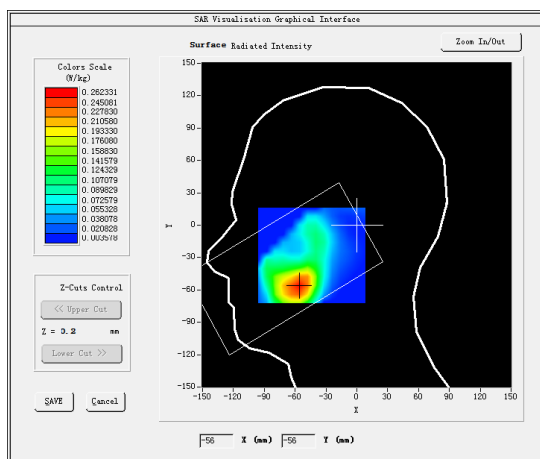 SAR Visualisation Graphical Interface
Surface Radiated Intensity
Zoom In/Out
Colors Scale
(W/kg)
0.262331
0.245081
0.227830
0.210580
0.193330
0.176080
0.158830
0.141579
0.124329
0.107079
0.089829
0.072579
0.055328
0.038078
0.020828
0.003578
Z-Cuts Control
<< Upper Cut
Z = 0.2 mm
Lower Cut >>
SAVE
Cancel
150
120
90
60
30
0
-30
-60
-90
-120
-150
Y
-150 -120 -90 -60 -30 0 30 60 90 120 150
X
-56 X (mm) -56 Y (mm)